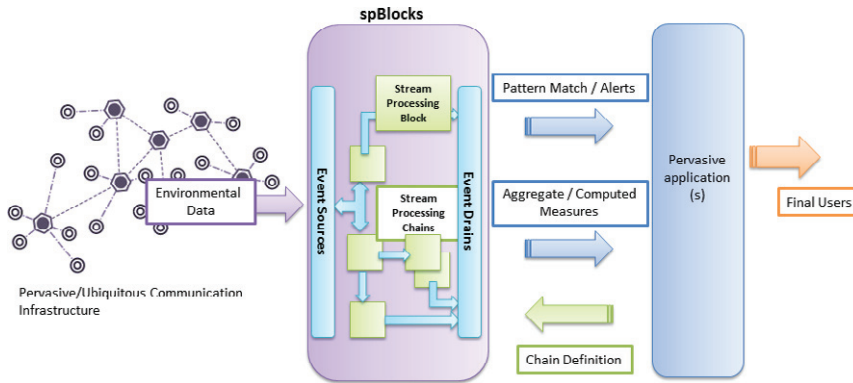 spBlocks
Stream
Processing
Block
Pattern Match / Alerts
Event Sources
Event Drains
Environmental
Data
Stream
Processing
Chains
Aggregate / Computed
Measures
Pervasive
application
(s)
Final Users
Pervasive/Ubiquitous Communication
Infrastructure
Chain Definition